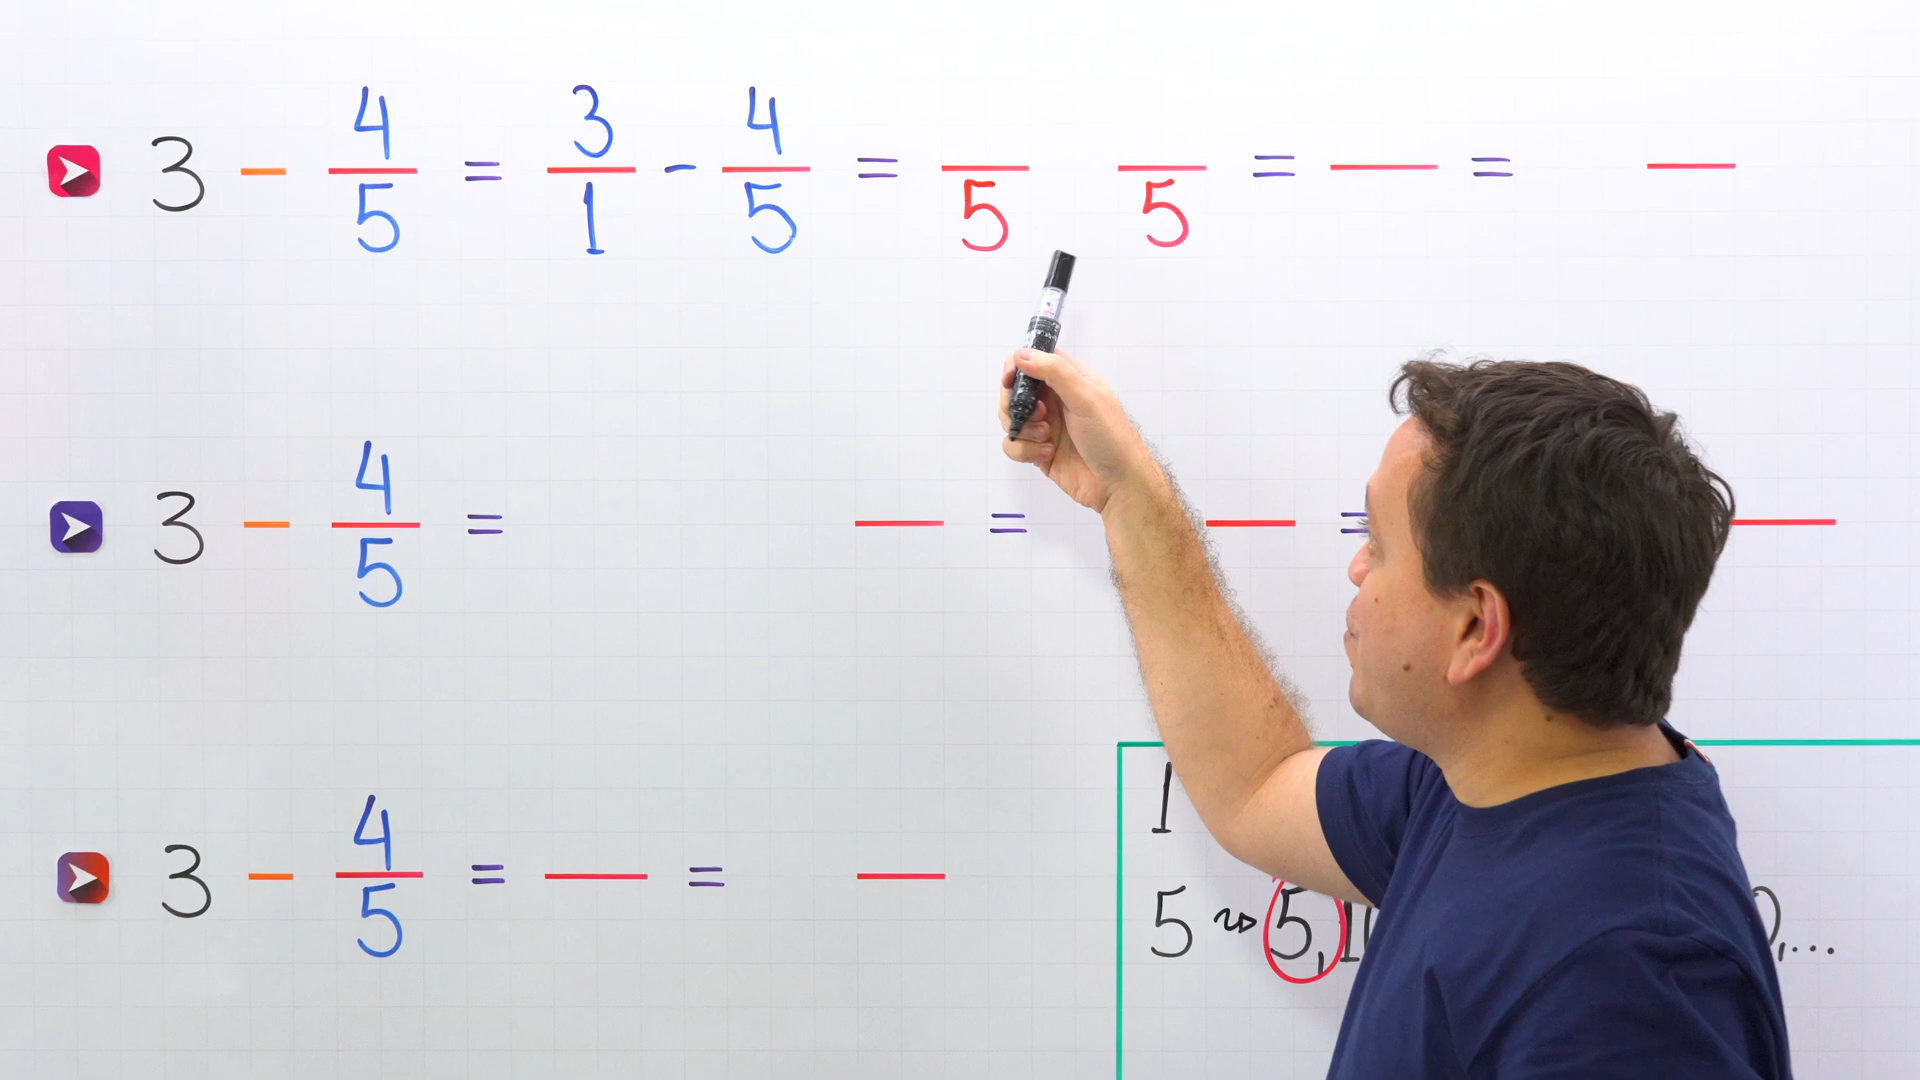 3 - 4/5 = 3/1 - 4/5 = /5 /5 = =
3 - 4/5 = = =
3 - 4/5 = =
1
5 ⇝ 5, 1 ,...